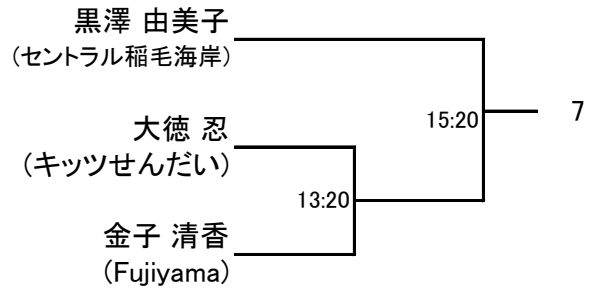 黒澤 由美子
(セントラル稲毛海岸)
15:20
7
大徳 忍
(キッツせんだい)
13:20
金子 清香
(Fujiyama)